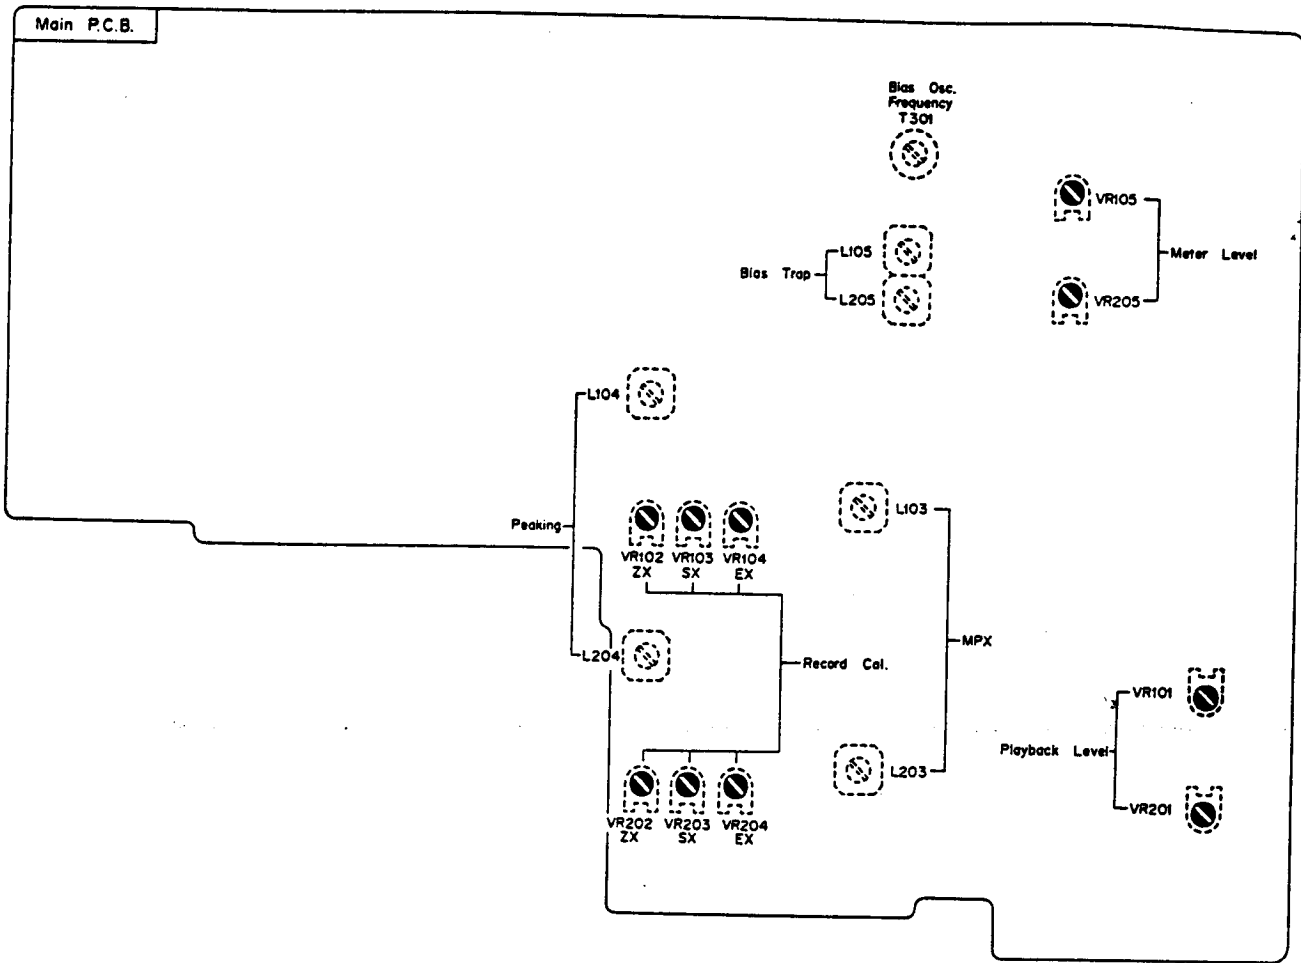 Main P.C.B.
Bias Osc.
Frequency
T301
VR105
Meter Level
VR205
Bias Trap
L105
L205
L104
Peaking
L204
VR102
ZX
VR103
SX
VR104
EX
Record Cal.
VR202
ZX
VR203
SX
VR204
EX
L103
MPX
L203
VR101
Playback Level
VR201